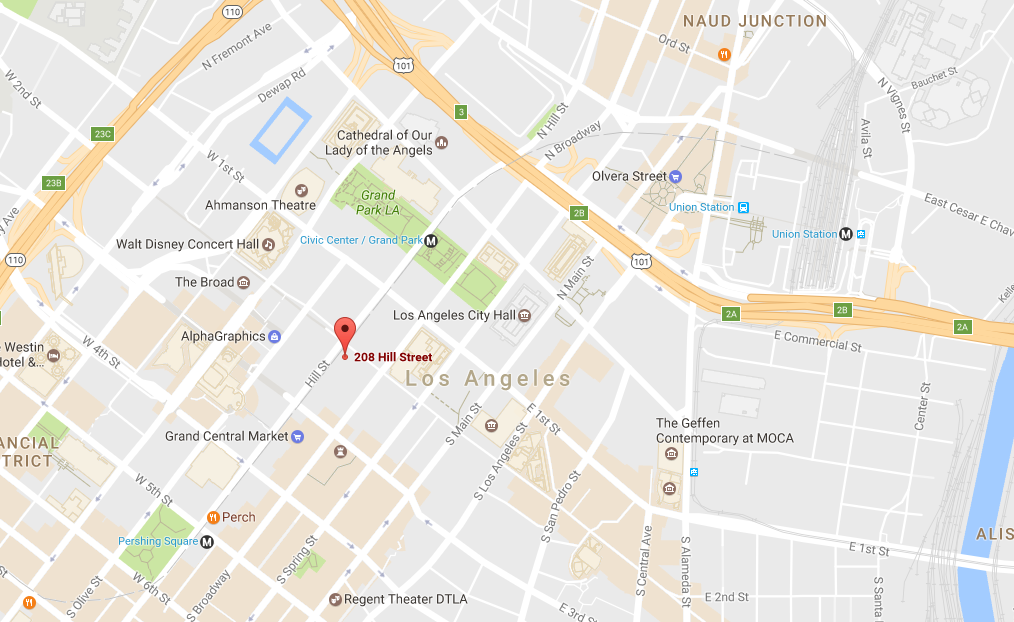 110
NAUD JUNCTION
N Fremont Ave
Ord St
101
Dewap Rd
Bauchet St
W 2nd St
N Vignes St
3
N Hill St
Avila St
23C
Cathedral of Our
Lady of the Angels
N Broadway
W 1st St
Olvera Street
23B
Ahmanson Theatre
Grand
Park LA
Union Station
East Cesar E Chav
2B
y Ave
Walt Disney Concert Hall
Civic Center / Grand Park
M
Union Station
M
110
101
The Broad
N Main St
Kelle
Los Angeles City Hall
2A
2B
2A
AlphaGraphics
E Commercial St
Westin
Hotel &...
W 4th St
208 Hill Street
Hill St
Los Angeles
Center St
S Main St
E 1st St
The Geffen
Contemporary at MOCA
Grand Central Market
ANCIAL
TRICT
S Los Angeles St
S San Pedro St
W 5th St
Perch
Pershing Square
M
ALIS
E 1st St
S Central Ave
S Alameda St
S Spring St
W 6th St
S Olive St
S Broadway
S Santa
E 2nd St
Regent Theater DTLA
E 3rd St